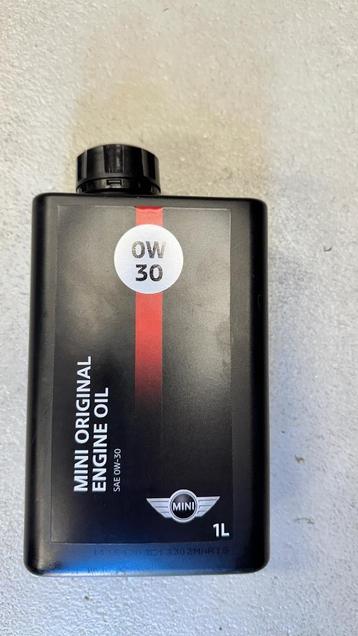 0W
30
MINI ORIGINAL
ENGINE OIL
SAE 0W-30
MINI
1L